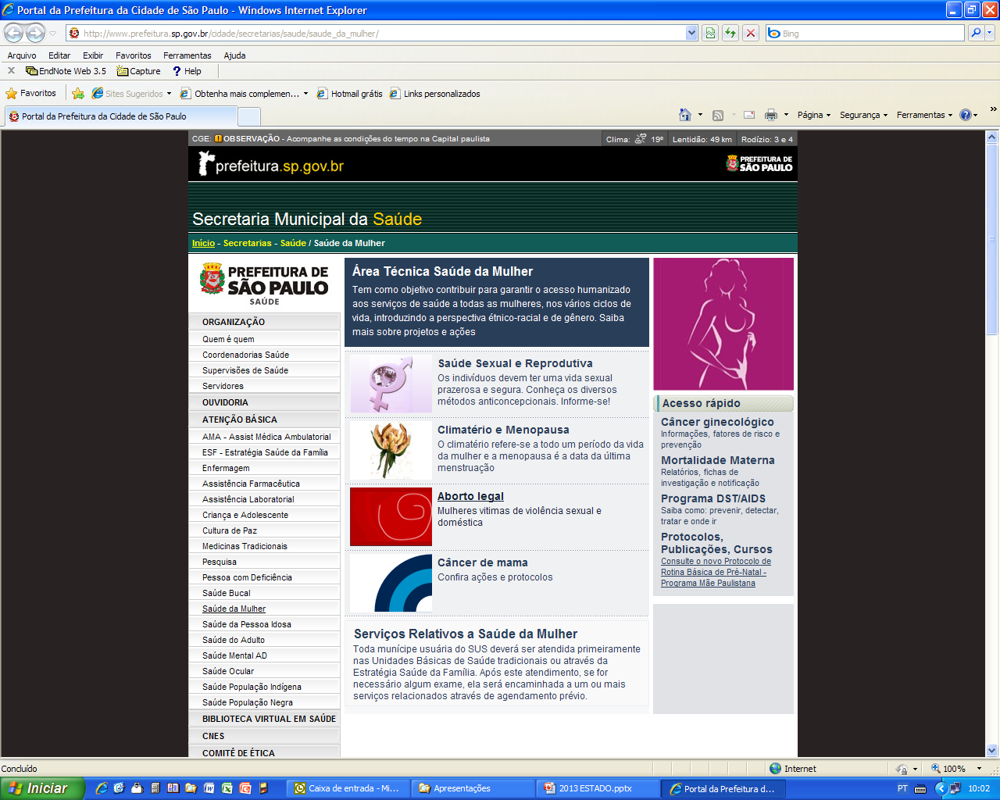 Portal da Prefeitura da Cidade de São Paulo - Windows Internet Explorer
http://www.prefeitura.sp.gov.br/cidade/secretarias/saude/saude_da_mulher/
Bing
Arquivo Editar Exibir Favoritos Ferramentas Ajuda
EndNote Web 3.5 Capture ? Help
Favoritos Sites Sugeridos Obtenha mais complemen... Hotmail grátis Links personalizados
Portal da Prefeitura da Cidade de São Paulo
Página Segurança Ferramentas
CGE: OBSERVAÇÃO - Acompanhe as condições do tempo na Capital paulista
Clima: 19º Lentidão: 49 km Rodízio: 3 e 4
prefeitura.sp.gov.br
PREFEITURA DE
SÃO PAULO
Secretaria Municipal da Saúde
Início - Secretarias - Saúde / Saúde da Mulher
PREFEITURA DE
SÃO PAULO
SAÚDE
ORGANIZAÇÃO
Quem é quem
Coordenadorias Saúde
Supervisões de Saúde
Servidores
OUVIDORIA
ATENÇÃO BÁSICA
AMA - Assist Médica Ambulatorial
ESF - Estratégia Saúde da Família
Enfermagem
Assistência Farmacêutica
Assistência Laboratorial
Criança e Adolescente
Cultura de Paz
Medicinas Tradicionais
Pesquisa
Pessoa com Deficiência
Saúde Bucal
Saúde da Mulher
Saúde da Pessoa Idosa
Saúde do Adulto
Saúde Mental AD
Saúde Ocular
Saúde População Indígena
Saúde População Negra
BIBLIOTECA VIRTUAL EM SAÚDE
CNES
COMITÊ DE ÉTICA
Área Técnica Saúde da Mulher
Tem como objetivo contribuir para garantir o acesso humanizado
aos serviços de saúde a todas as mulheres, nos vários ciclos de
vida, introduzindo a perspectiva étnico-racial e de gênero. Saiba
mais sobre projetos e ações
Saúde Sexual e Reprodutiva
Os indivíduos devem ter uma vida sexual
prazerosa e segura. Conheça os diversos
métodos anticoncepcionais. Informe-se!
Climatério e Menopausa
O climatério refere-se a todo um período da vida
da mulher e a menopausa é a data da última
menstruação
Aborto legal
Mulheres vitimas de violência sexual e
doméstica
Câncer de mama
Confira ações e protocolos
Serviços Relativos a Saúde da Mulher
Toda munícipe usuária do SUS deverá ser atendida primeiramente
nas Unidades Básicas de Saúde tradicionais ou através da
Estratégia Saúde da Família. Após este atendimento, se for
necessário algum exame, ela será encaminhada a um ou mais
serviços relacionados através de agendamento prévio.
Acesso rápido
Câncer ginecológico
Informações, fatores de risco e
prevenção
Mortalidade Materna
Relatórios, fichas de
investigação e notificação
Programa DST/AIDS
Saiba como: prevenir, detectar,
tratar e onde ir
Protocolos,
Publicações, Cursos
Consulte o novo Protocolo de
Rotina Básica de Pré-Natal -
Programa Mãe Paulistana
Concluído
Internet
100%
Iniciar
Caixa de entrada - Mi...
Apresentações
2013 ESTADO.pptx
Portal da Prefeitura d...
PT
10:02